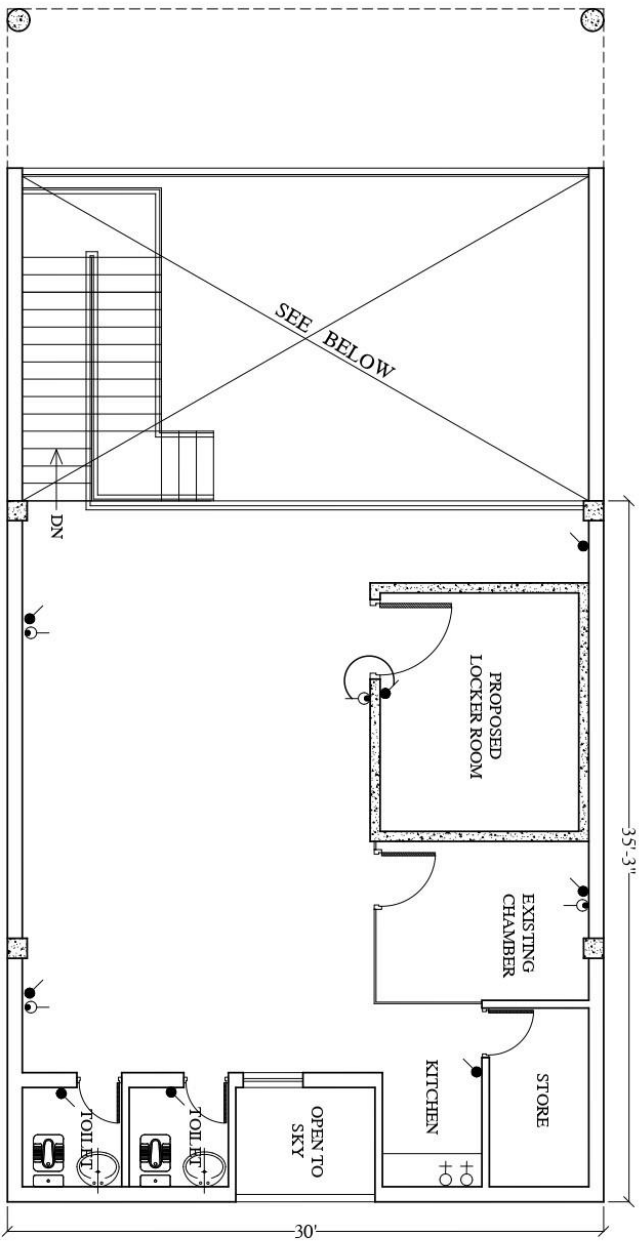 SEE BELOW
DN
PROPOSED
LOCKER ROOM
35'-3"
EXISTING
CHAMBER
STORE
KITCHEN
OPEN TO
SKY
TOILET
TOILET
30'